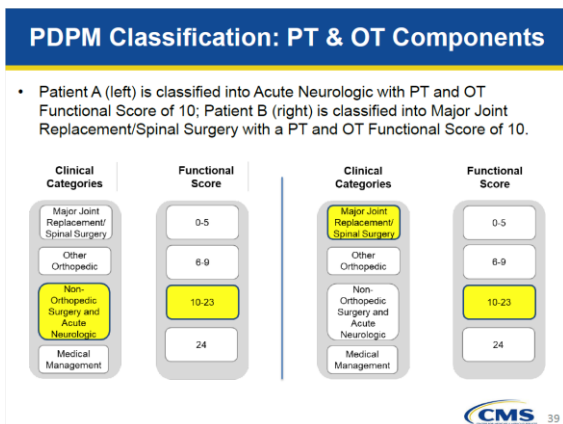 PDPM Classification: PT & OT Components
• Patient A (left) is classified into Acute Neurologic with PT and OT
Functional Score of 10; Patient B (right) is classified into Major Joint
Replacement/Spinal Surgery with a PT and OT Functional Score of 10.
Clinical
Categories
Major Joint
Replacement/
Spinal Surgery
Other
Orthopedic
Non-
Orthopedic
Surgery and
Acute
Neurologic
Medical
Management
Functional
Score
0-5
6-9
10-23
24
Clinical
Categories
Major Joint
Replacement/
Spinal Surgery
Other
Orthopedic
Non-
Orthopedic
Surgery and
Acute
Neurologic
Medical
Management
Functional
Score
0-5
6-9
10-23
24
CMS
39